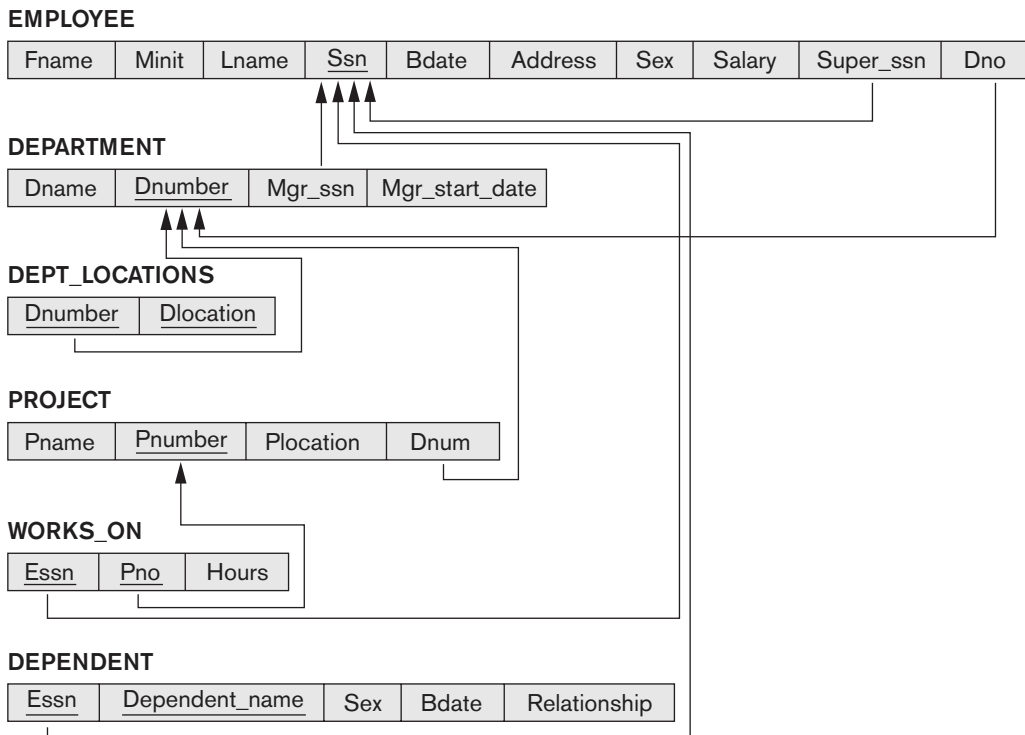 EMPLOYEE
Fname Minit Lname Ssn Bdate Address Sex Salary Super_ssn Dno
DEPARTMENT
Dname Dnumber Mgr_ssn Mgr_start_date
DEPT_LOCATIONS
Dnumber Dlocation
PROJECT
Pname Pnumber Plocation Dnum
WORKS_ON
Essn Pno Hours
DEPENDENT
Essn Dependent_name Sex Bdate Relationship